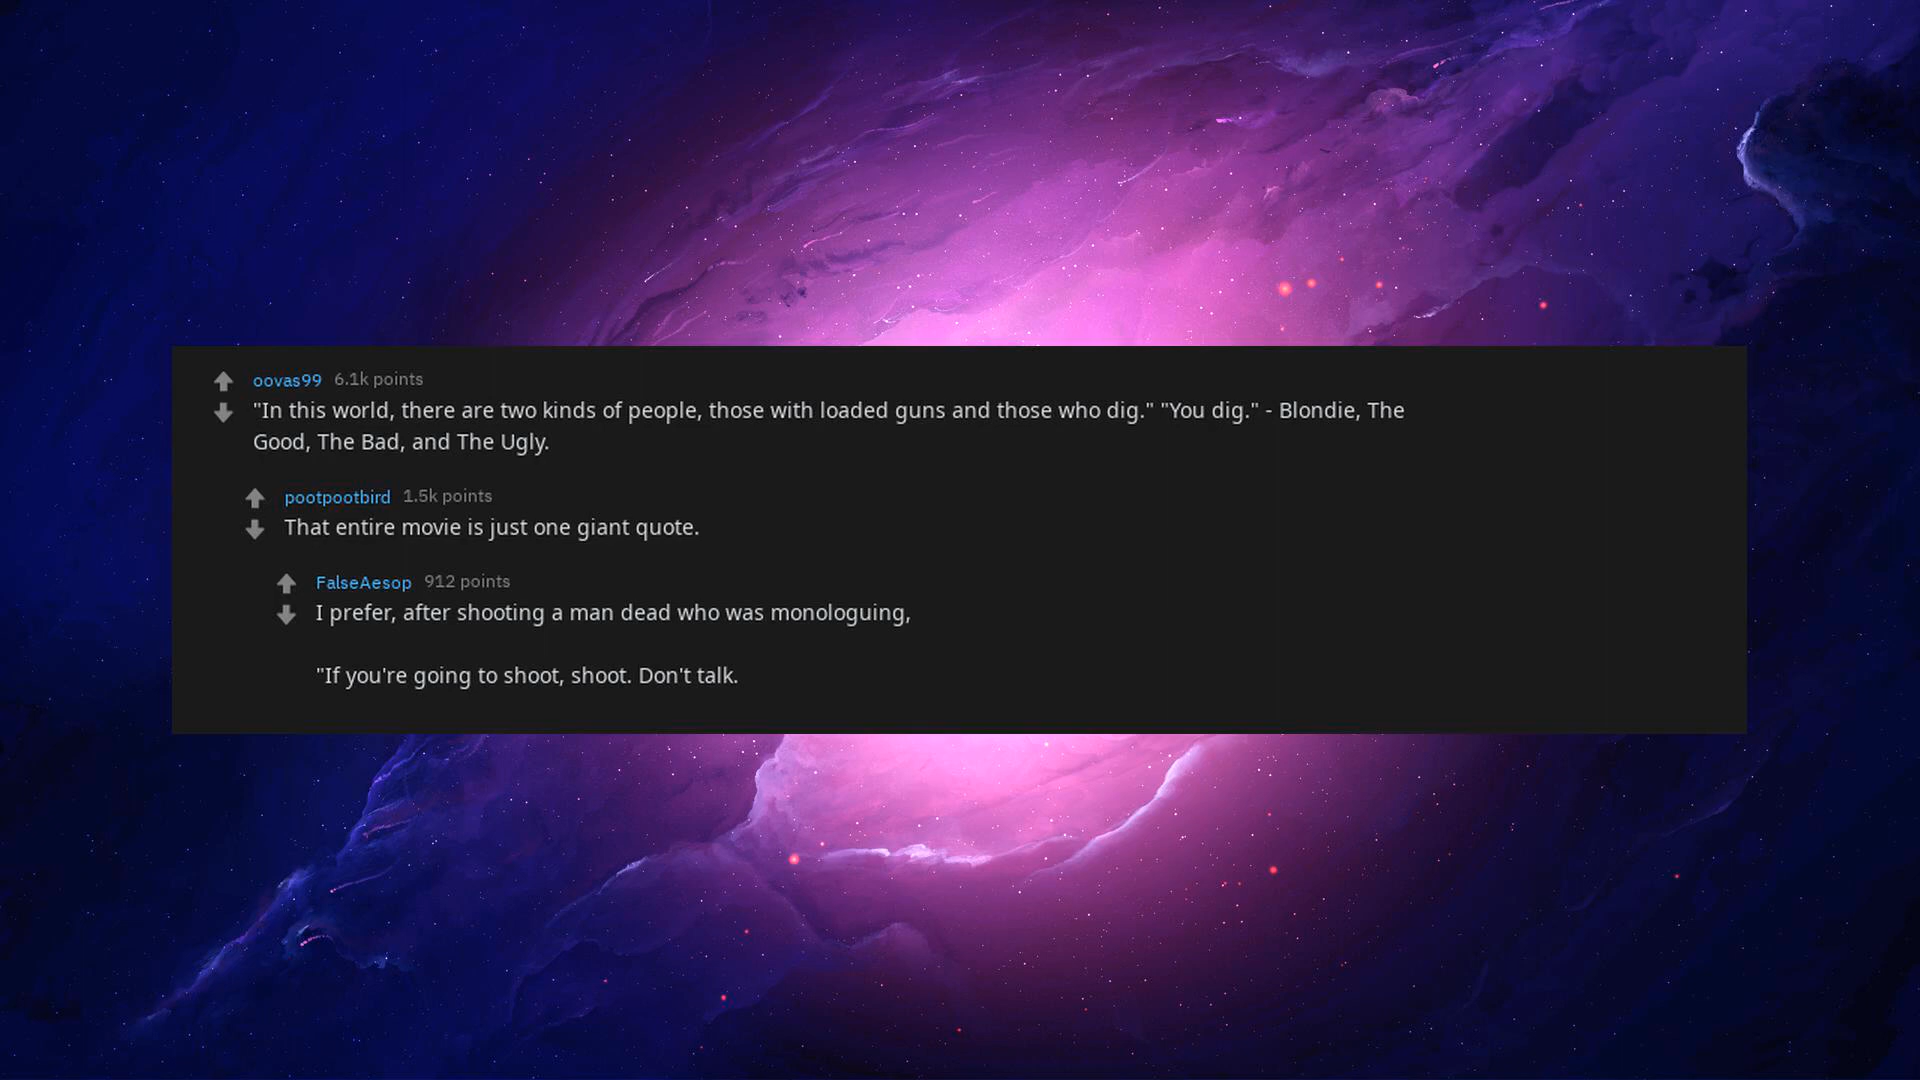 oovas99 6.1k points
"In this world, there are two kinds of people, those with loaded guns and those who dig." "You dig." - Blondie, The
Good, The Bad, and The Ugly.
pootpootbird 1.5k points
That entire movie is just one giant quote.
FalseAesop 912 points
I prefer, after shooting a man dead who was monologuing,
"If you're going to shoot, shoot. Don't talk.